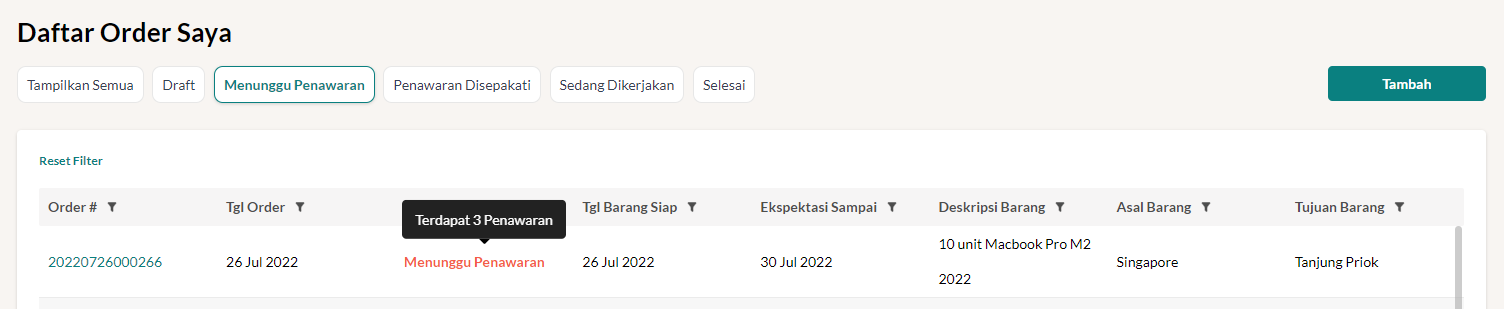 Daftar Order Saya
Tampilkan Semua Draft Menunggu Penawaran Penawaran Disepakati Sedang Dikerjakan Selesai Tambah
Reset Filter
Order # Tgl Order Tgl Barang Siap Ekspektasi Sampai Deskripsi Barang Asal Barang Tujuan Barang
Terdapat 3 Penawaran
20220726000266 26 Jul 2022 Menunggu Penawaran 26 Jul 2022 30 Jul 2022 10 unit Macbook Pro M2 Singapore Tanjung Priok
2022